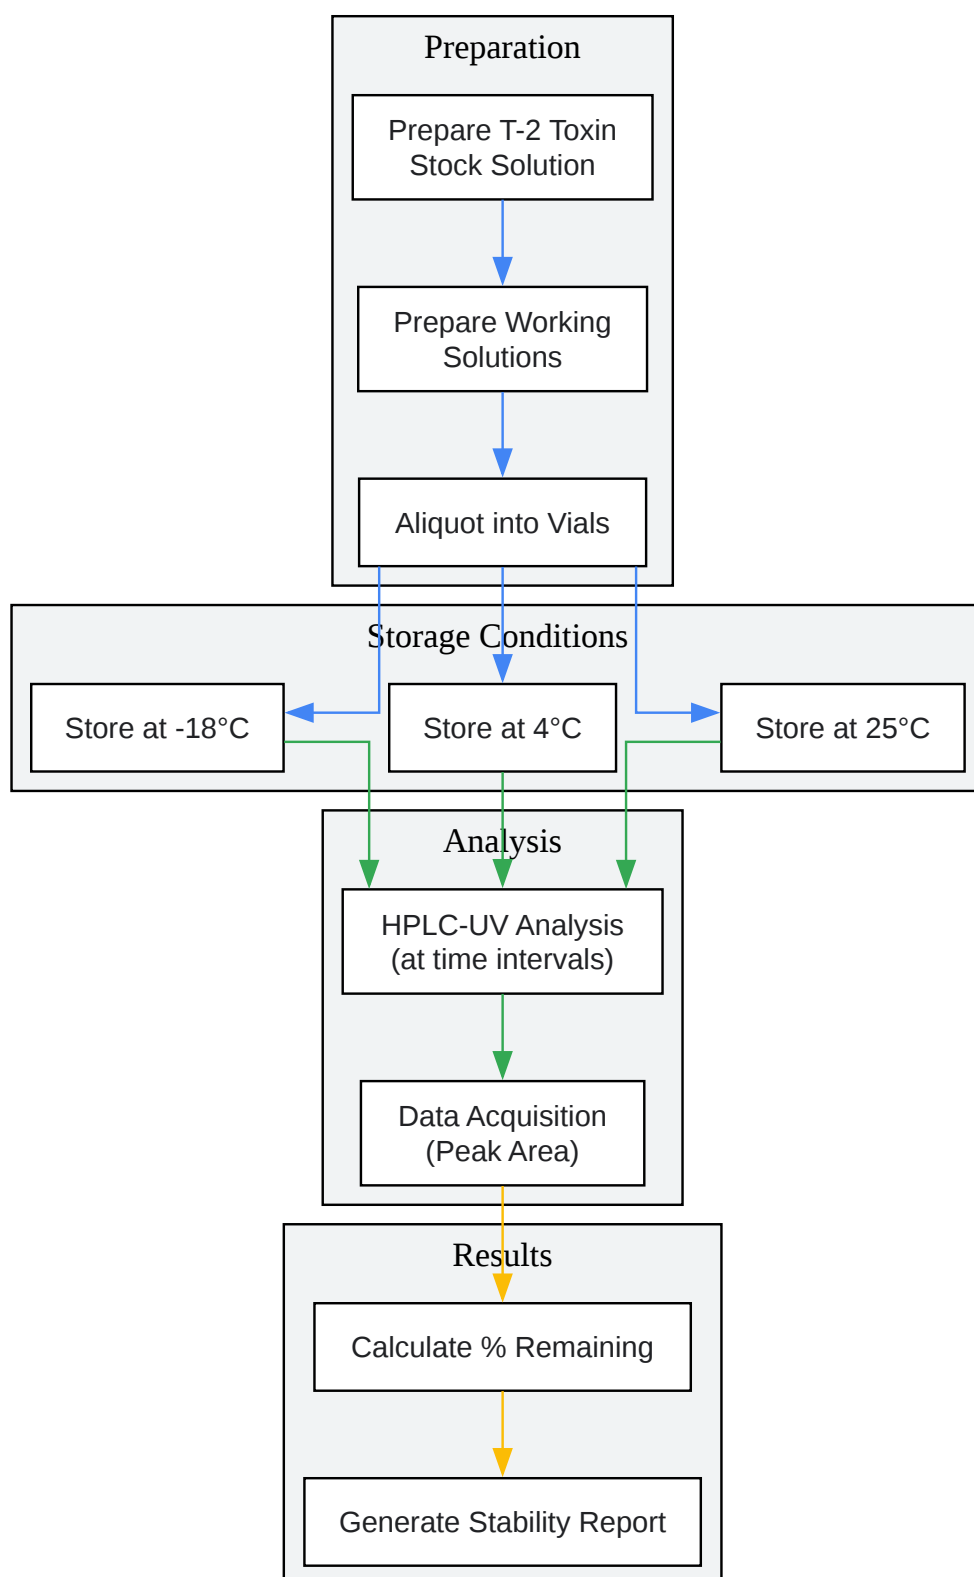 Preparation
Prepare T-2 Toxin
Stock Solution
Prepare Working
Solutions
Aliquot into Vials
Storage Conditions
Store at -18°C
Store at 4°C
Store at 25°C
Analysis
HPLC-UV Analysis
(at time intervals)
Data Acquisition
(Peak Area)
Results
Calculate % Remaining
Generate Stability Report